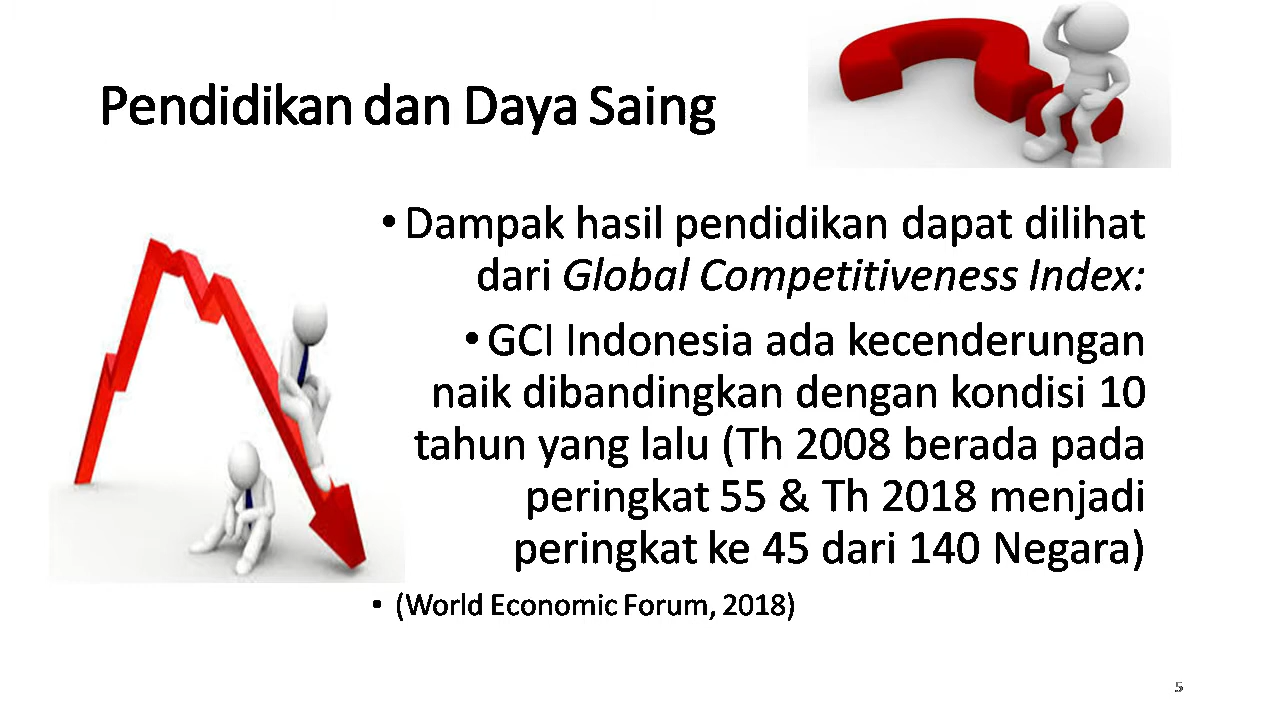 Pendidikan dan Daya Saing
• Dampak hasil pendidikan dapat dilihat
dari Global Competitiveness Index:
• GCI Indonesia ada kecenderungan
naik dibandingkan dengan kondisi 10
tahun yang lalu (Th 2008 berada pada
peringkat 55 & Th 2018 menjadi
peringkat ke 45 dari 140 Negara)
• (World Economic Forum, 2018)
5